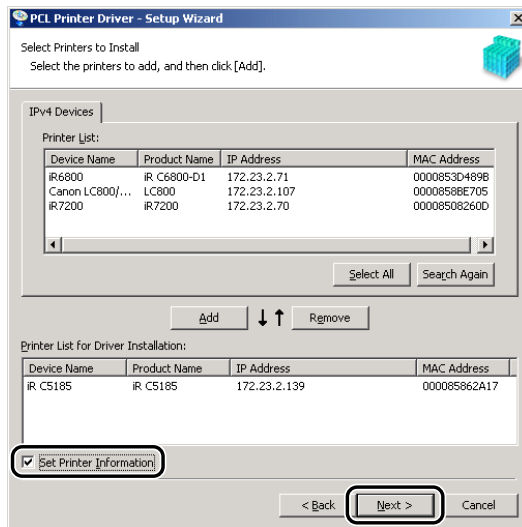 PCL Printer Driver - Setup Wizard
Select Printers to Install
Select the printers to add, and then click [Add].
IPv4 Devices
Printer List:
Device Name Product Name IP Address MAC Address
iR6800 iR C6800-D1 172.23.2.71 0000853D489B
Canon LC800/... LC800 172.23.2.107 0000858BE705
iR7200 iR7200 172.23.2.70 00008508260D
Select All Search Again
Add ↓ ↑ Remove
Printer List for Driver Installation:
Device Name Product Name IP Address MAC Address
iR C5185 iR C5185 172.23.2.139 000085862A17
Set Printer Information
< Back Next > Cancel